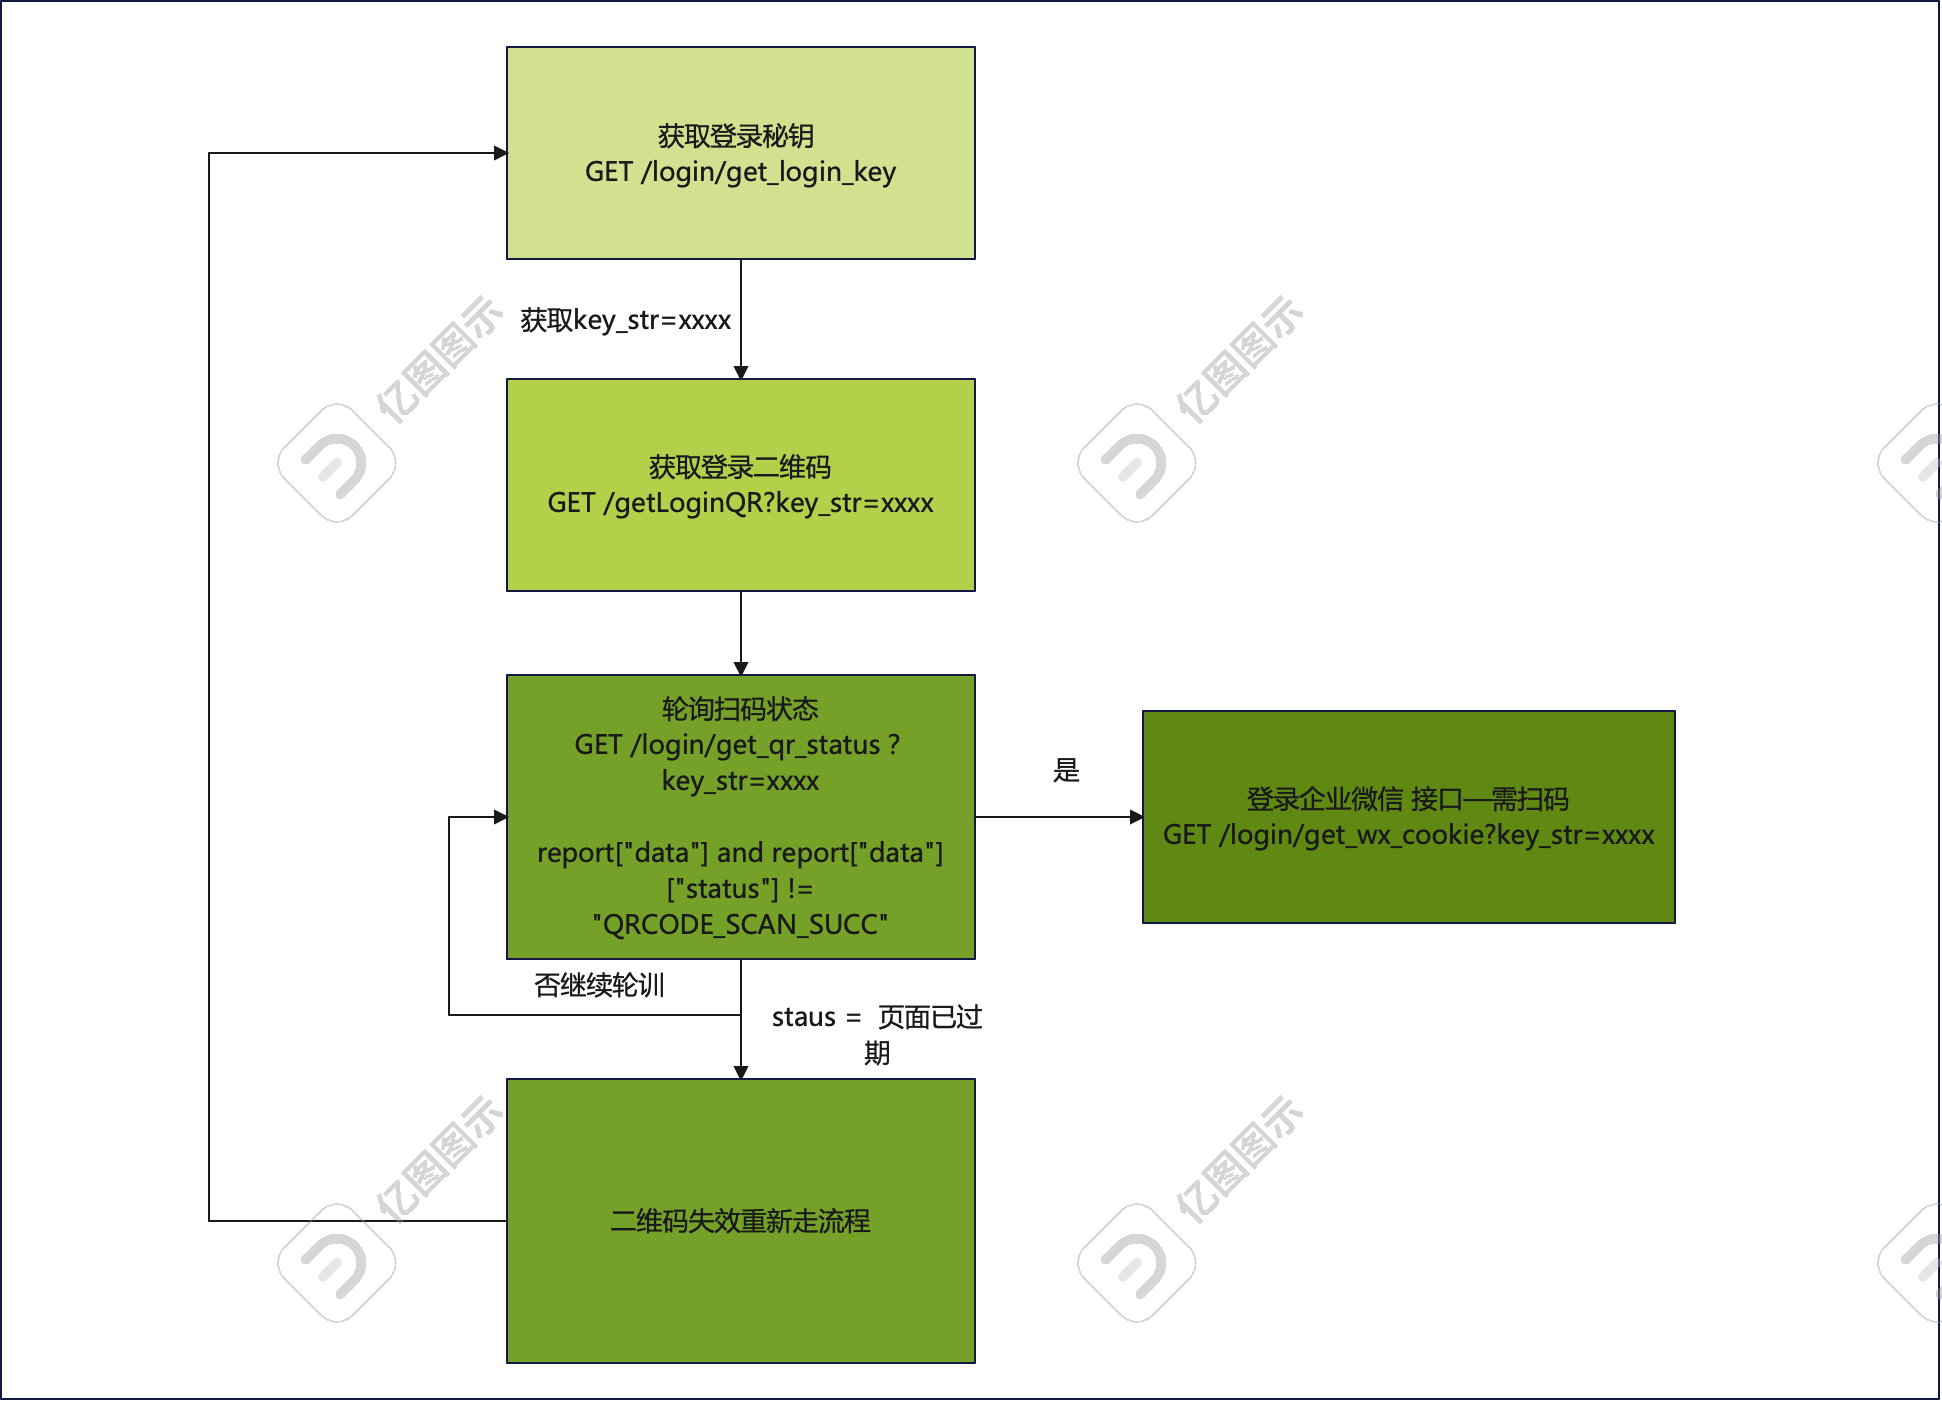 获取登录秘钥
GET /login/get_login_key
获取key_str=xxxx
获取登录二维码
GET /getLoginQR?key_str=xxxx
轮询扫码状态
GET /login/get_qr_status ?
key_str=xxxx
report["data"] and report["data"]
["status"] !=
"QRCODE_SCAN_SUCC"
是
登录企业微信 接口—需扫码
GET /login/get_wx_cookie?key_str=xxxx
否继续轮训
staus = 页面已过
期
二维码失效重新走流程
亿图图示
亿图图示
亿图图示
亿图图示